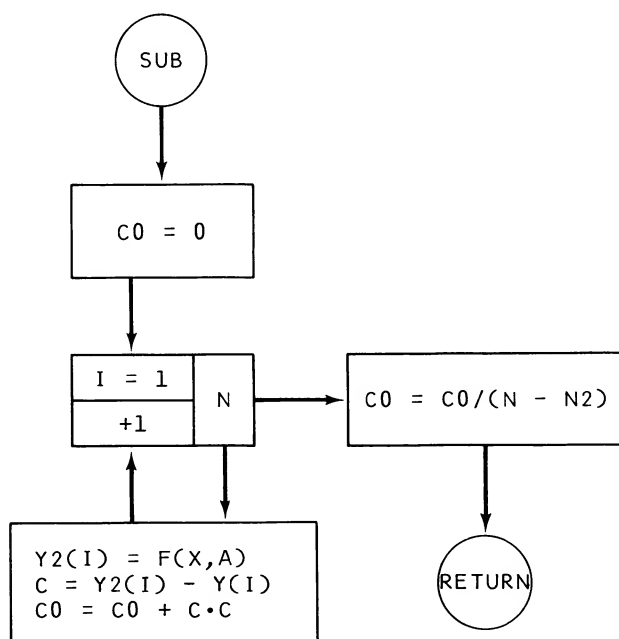 SUB
C0 = 0
I = 1
+1
N
C0 = C0/(N - N2)
Y2(I) = F(X,A)
C = Y2(I) - Y(I)
C0 = C0 + C·C
RETURN